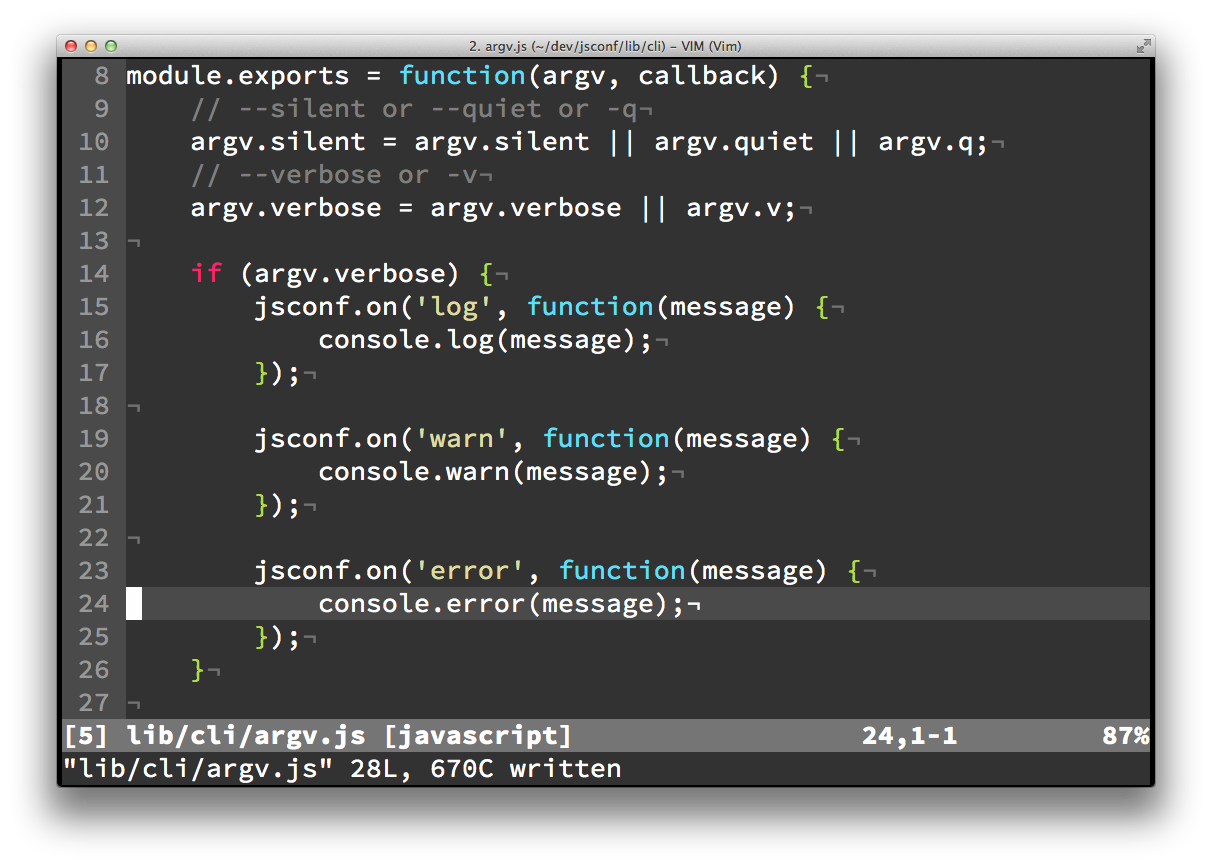 2. argv.js (~/dev/jsconf/lib/cli) – VIM (Vim)
8 module.exports = function(argv, callback) {¬
9     // --silent or --quiet or -q¬
10     argv.silent = argv.silent || argv.quiet || argv.q;¬
11     // --verbose or -v¬
12     argv.verbose = argv.verbose || argv.v;¬
13 ¬
14     if (argv.verbose) {¬
15         jsconf.on('log', function(message) {¬
16             console.log(message);¬
17         });¬
18 ¬
19         jsconf.on('warn', function(message) {¬
20             console.warn(message);¬
21         });¬
22 ¬
23         jsconf.on('error', function(message) {¬
24             console.error(message);¬
25         });¬
26     }¬
27 ¬
[5] lib/cli/argv.js [javascript] 24,1-1 87%
"lib/cli/argv.js" 28L, 670C written